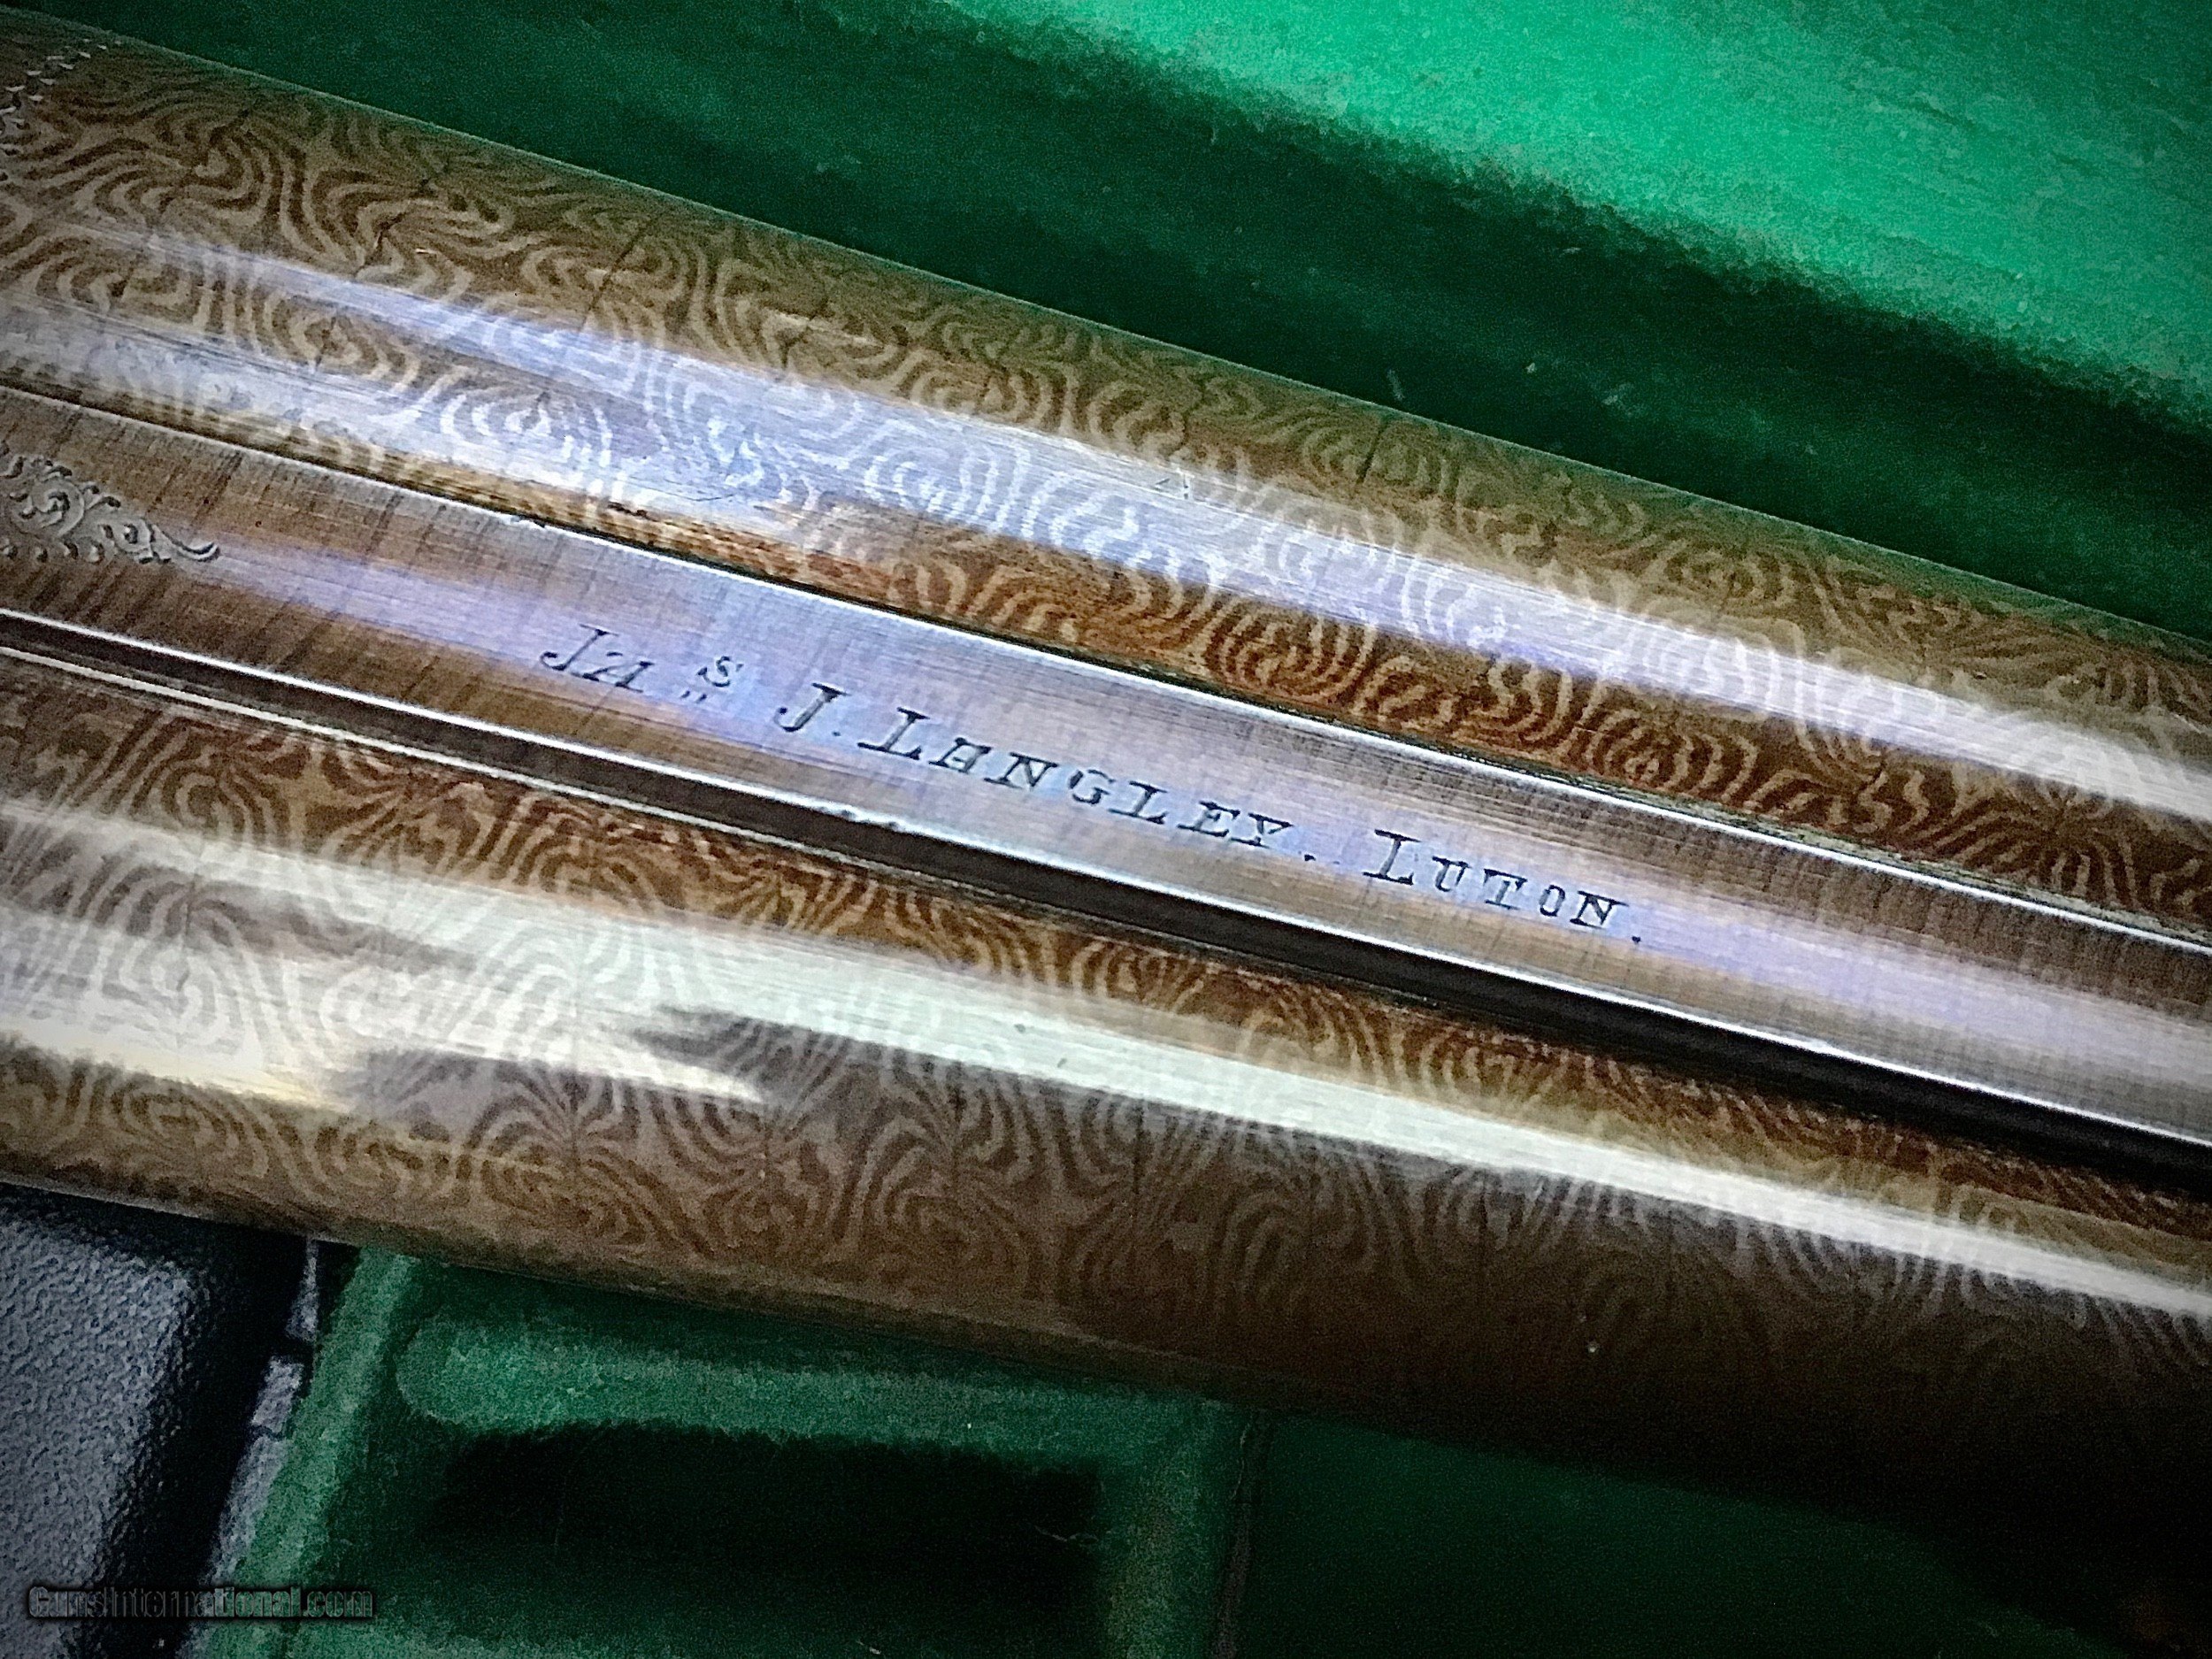 Jas J. Langley. Luton.
GunsInternational.com